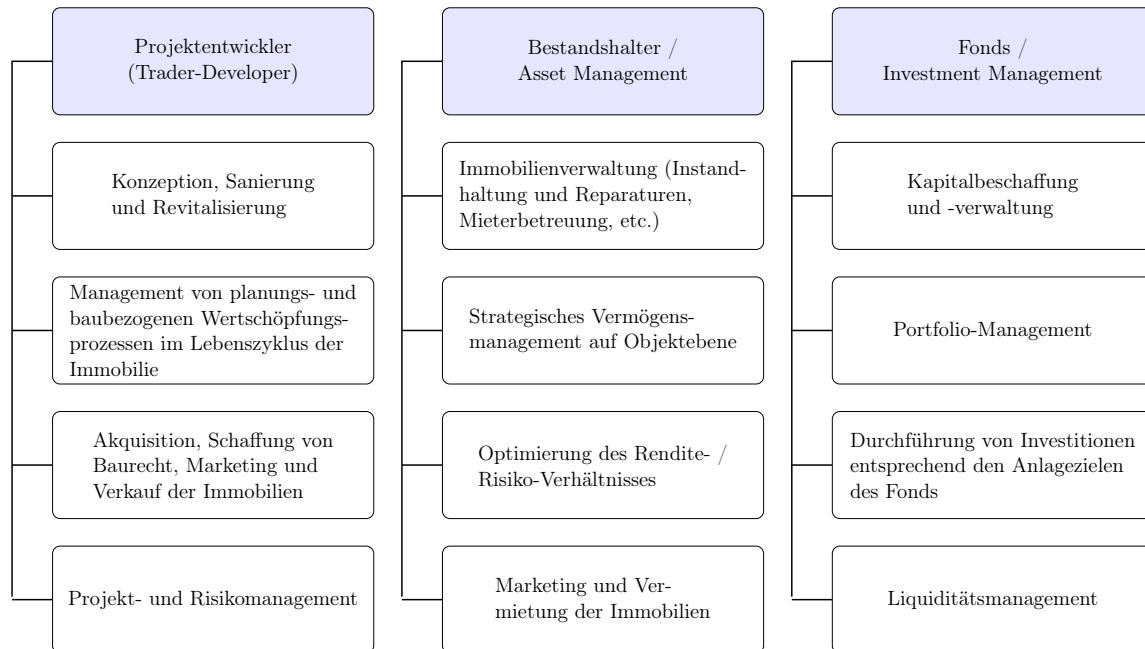 Projektentwickler
(Trader-Developer)
Konzeption, Sanierung
und Revitalisierung
Management von planungs- und
baubezogenen Wertschöpfungs-
prozessen im Lebenszyklus der
Immobilie
Akquisition, Schaffung von
Baurecht, Marketing und
Verkauf der Immobilien
Projekt- und Risikomanagement
Bestandshalter /
Asset Management
Immobilienverwaltung (Instand-
haltung und Reparaturen,
Mieterbetreuung, etc.)
Strategisches Vermögens-
management auf Objektebene
Optimierung des Rendite- /
Risiko-Verhältnisses
Marketing und Ver-
mietung der Immobilien
Fonds /
Investment Management
Kapitalbeschaffung
und -verwaltung
Portfolio-Management
Durchführung von Investitionen
entsprechend den Anlagezielen
des Fonds
Liquiditätsmanagement